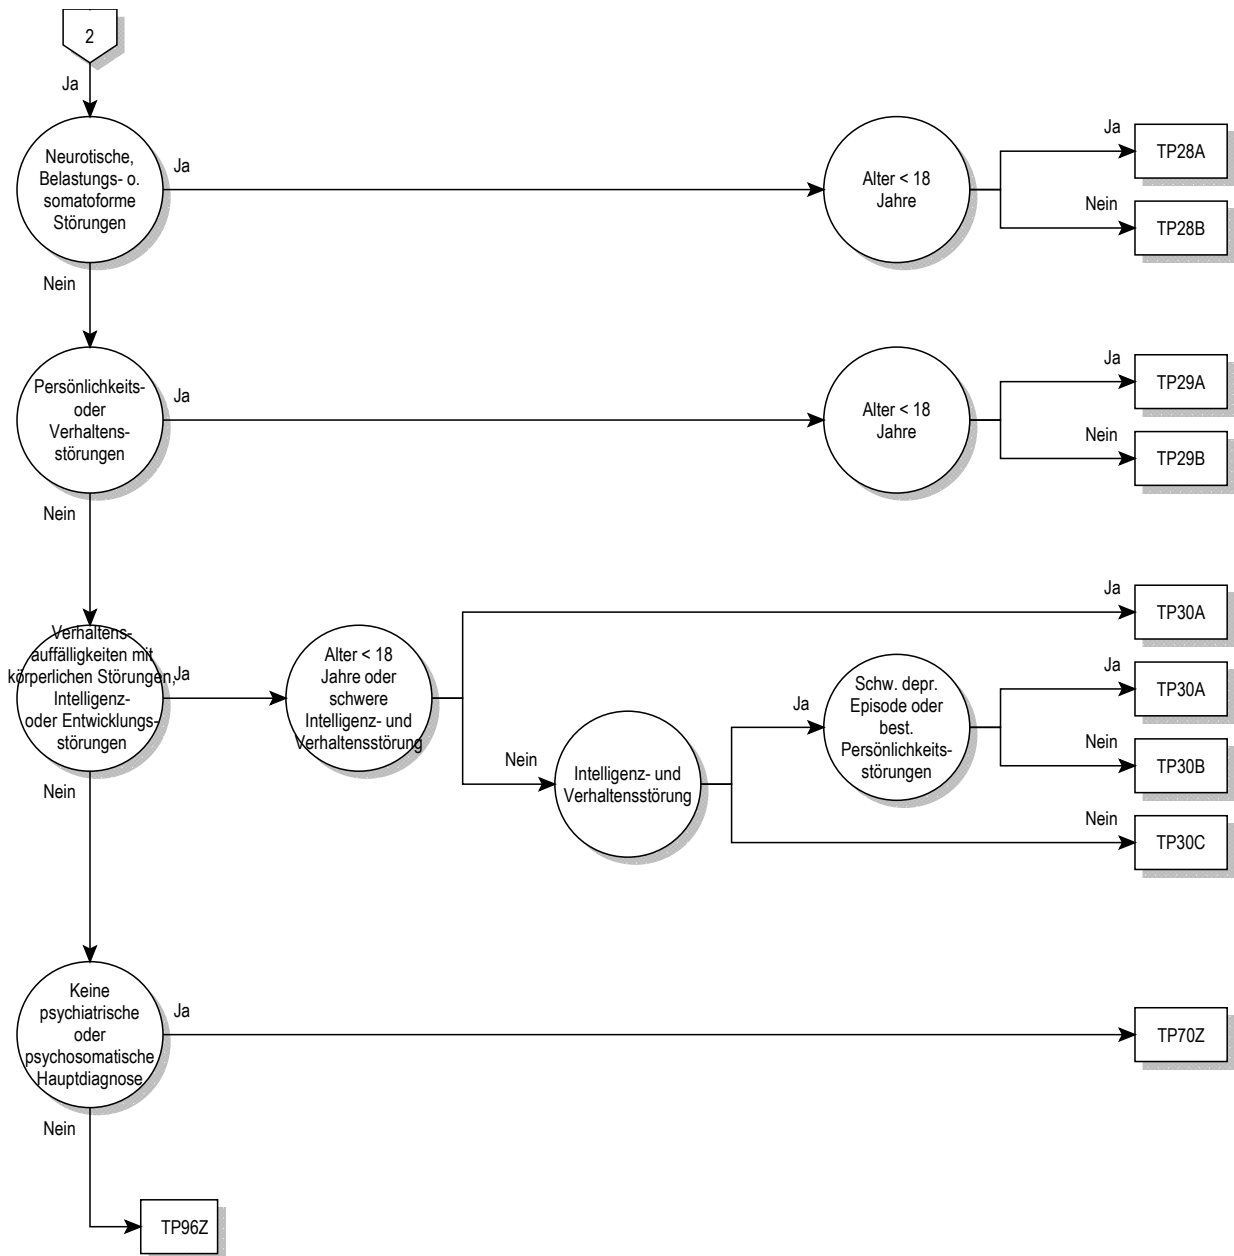 2
Ja
Neurotische,
Belastungs- o.
somatoforme
Störungen
Ja
Alter < 18
Jahre
Ja
TP28A
Nein
TP28B
Nein
Persönlichkeits-
oder
Verhaltens-
störungen
Ja
Alter < 18
Jahre
Ja
TP29A
Nein
TP29B
Nein
Verhaltens-
auffälligkeiten mit
körperlichen Störungen,
Intelligenz-
oder Entwicklungs-
störungen
Ja
Alter < 18
Jahre oder
schwere
Intelligenz- und
Verhaltensstörung
Ja
TP30A
Nein
Intelligenz- und
Verhaltensstörung
Ja
Schw. depr.
Episode oder
best.
Persönlichkeits-
störungen
Ja
TP30A
Nein
TP30B
Nein
TP30C
Nein
Keine
psychiatrische
oder
psychosomatische
Hauptdiagnose
Ja
TP70Z
Nein
TP96Z